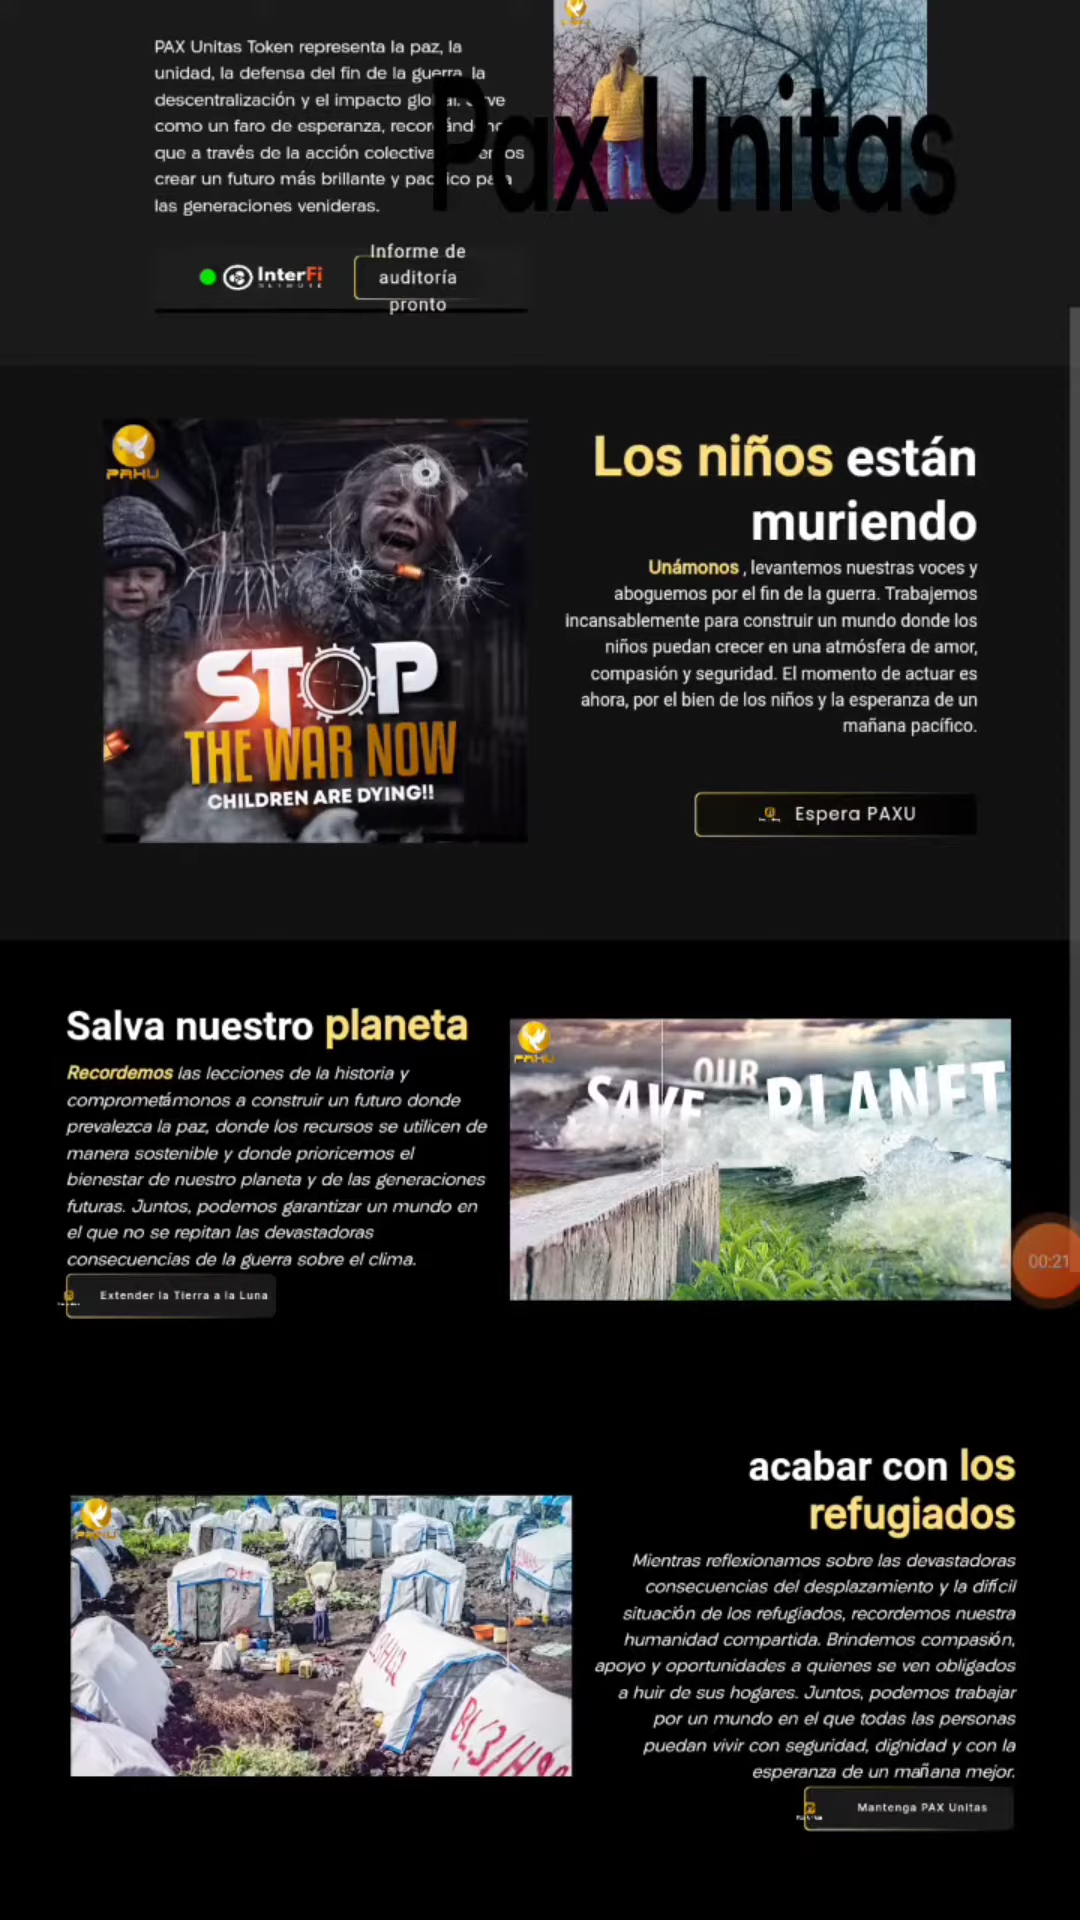 PAX Unitas Token representa la paz, la
unidad, la defensa del fin de la guerra, la
descentralización y el impacto
como un faro de esperanza,
que a través de la acción colectiva
crear un futuro más brillante y
las generaciones venideras.
Pax Unitas
InterFi
NETWORK
Informe de
auditoría
pronto
PAXU
STOP
THE WAR NOW
CHILDREN ARE DYING!!
Los niños están
muriendo
Unámonos , levantemos nuestras voces y
aboguemos por el fin de la guerra. Trabajemos
incansablemente para construir un mundo donde los
niños puedan crecer en una atmósfera de amor,
compasión y seguridad. El momento de actuar es
ahora, por el bien de los niños y la esperanza de un
mañana pacífico.
Espera PAXU
Salva nuestro planeta
Recordemos las lecciones de la historia y
comprometámonos a construir un futuro donde
prevalezca la paz, donde los recursos se utilicen de
manera sostenible y donde prioricemos el
bienestar de nuestro planeta y de las generaciones
futuras. Juntos, podemos garantizar un mundo en
el que no se repitan las devastadoras
consecuencias de la guerra sobre el clima.
Extender la Tierra a la Luna
PAXU
SAVE OUR PLANET
00:21
acabar con los
refugiados
Mientras reflexionamos sobre las devastadoras
consecuencias del desplazamiento y la difícil
situación de los refugiados, recordemos nuestra
humanidad compartida. Brindemos compasión,
apoyo y oportunidades a quienes se ven obligados
a huir de sus hogares. Juntos, podemos trabajar
por un mundo en el que todas las personas
puedan vivir con seguridad, dignidad y con la
esperanza de un mañana mejor.
Mantenga PAX Unitas
PAXU